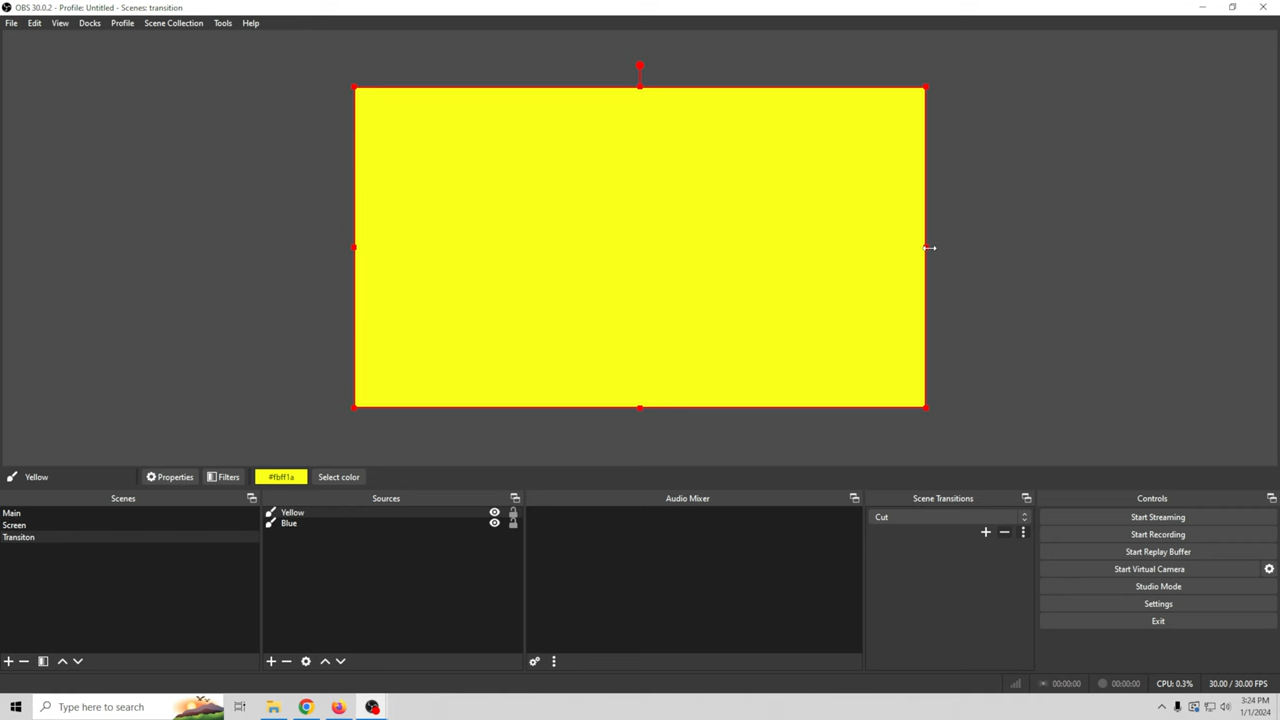 OBS 30.0.2 - Profile: Untitled - Scenes: transition
File Edit View Docks Profile Scene Collection Tools Help
Yellow Properties Filters #fbff1a Select color
Scenes Sources Audio Mixer Scene Transitions Controls
Main
Screen
Transiton
Yellow
Blue
Cut
Start Streaming
Start Recording
Start Replay Buffer
Start Virtual Camera
Studio Mode
Settings
Exit
00:00:00 00:00:00 CPU: 0.3% 30.00 / 30.00 FPS
Type here to search
3:24 PM
1/1/2024